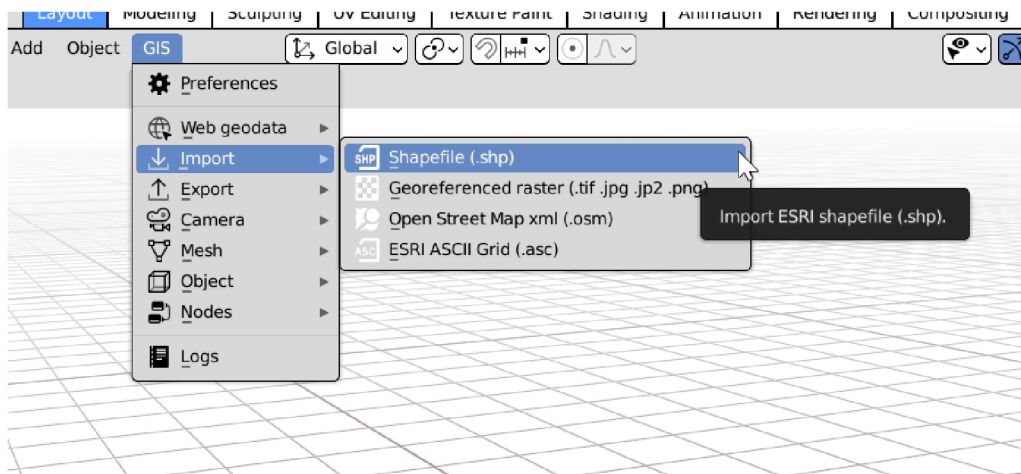 Layout Modeling Sculpting UV Editing Texture Paint Shading Animation Rendering Compositing
Add Object GIS Global
Preferences
Web geodata
Import
Export
Camera
Mesh
Object
Nodes
Logs
SHP Shapefile (.shp)
Georeferenced raster (.tif .jpg .jp2 .png)
Open Street Map xml (.osm)
ASC ESRI ASCII Grid (.asc)
Import ESRI shapefile (.shp).